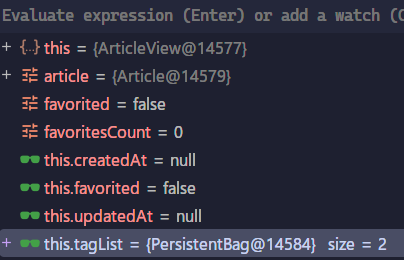 Evaluate expression (Enter) or add a watch (C
this = {ArticleView@14577}
article = {Article@14579}
favorited = false
favoritesCount = 0
this.createdAt = null
this.favorited = false
this.updatedAt = null
this.tagList = {PersistentBag@14584} size = 2